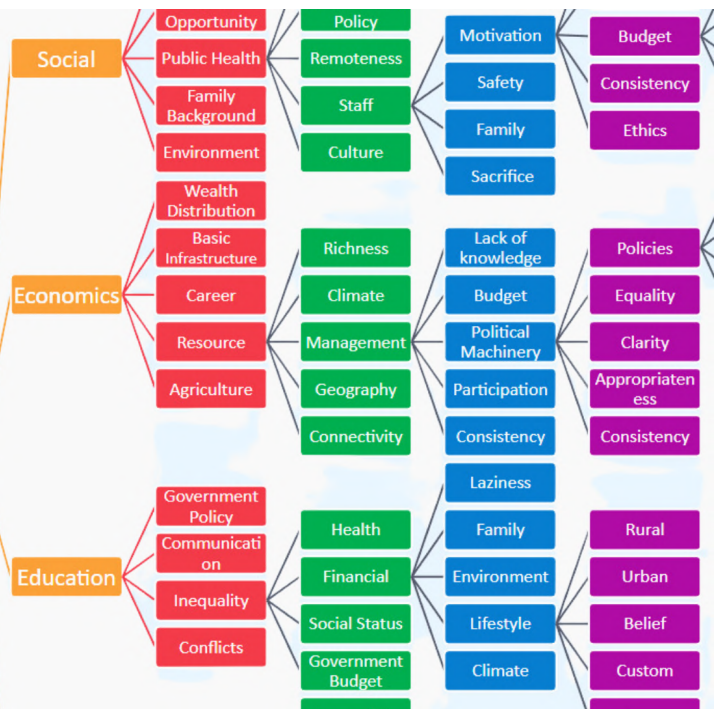 Social
Opportunity
Public Health
Family
Background
Environment
Policy
Remoteness
Staff
Culture
Motivation
Safety
Family
Sacrifice
Budget
Consistency
Ethics
Economics
Wealth
Distribution
Basic
Infrastructure
Career
Resource
Agriculture
Richness
Climate
Management
Geography
Connectivity
Lack of
knowledge
Budget
Political
Machinery
Participation
Consistency
Policies
Equality
Clarity
Appropriaten
ess
Consistency
Education
Government
Policy
Communicati
on
Inequality
Conflicts
Health
Financial
Social Status
Government
Budget
Laziness
Family
Environment
Lifestyle
Climate
Rural
Urban
Belief
Custom